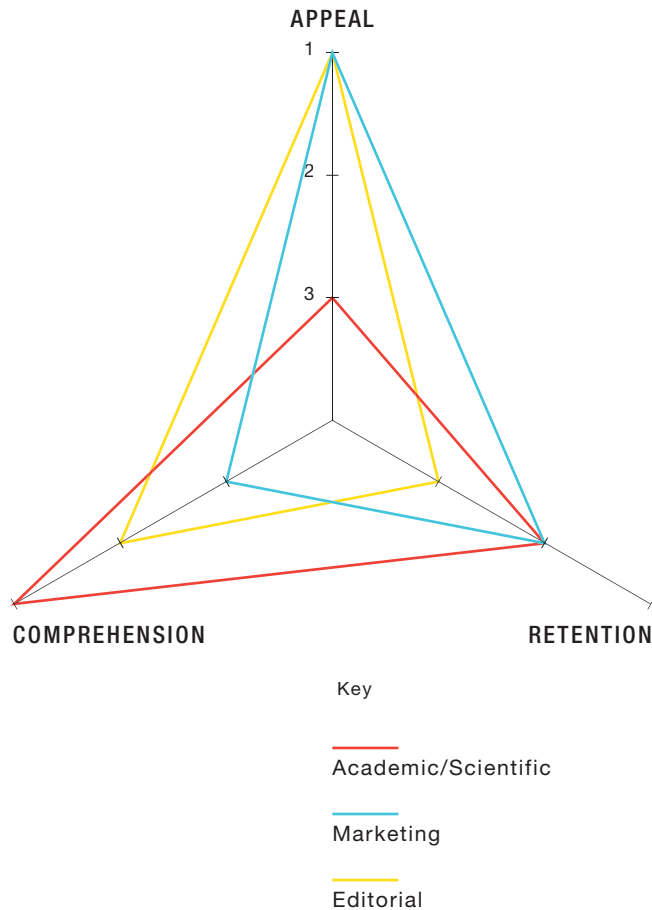 APPEAL
1
2
3
COMPREHENSION
RETENTION
Key
Academic/Scientific
Marketing
Editorial